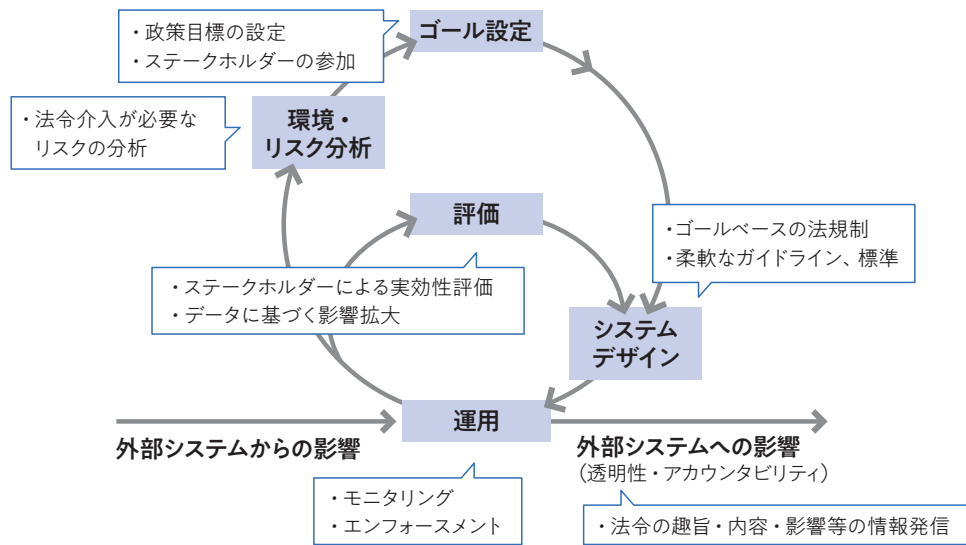 ・政策目標の設定
・ステークホルダーの参加
ゴール設定
・法令介入が必要な
リスクの分析
環境・
リスク分析
評価
・ゴールベースの法規制
・柔軟なガイドライン、標準
・ステークホルダーによる実効性評価
・データに基づく影響拡大
システム
デザイン
運用
外部システムからの影響
外部システムへの影響
（透明性・アカウンタビリティ）
・モニタリング
・エンフォースメント
・法令の趣旨・内容・影響等の情報発信